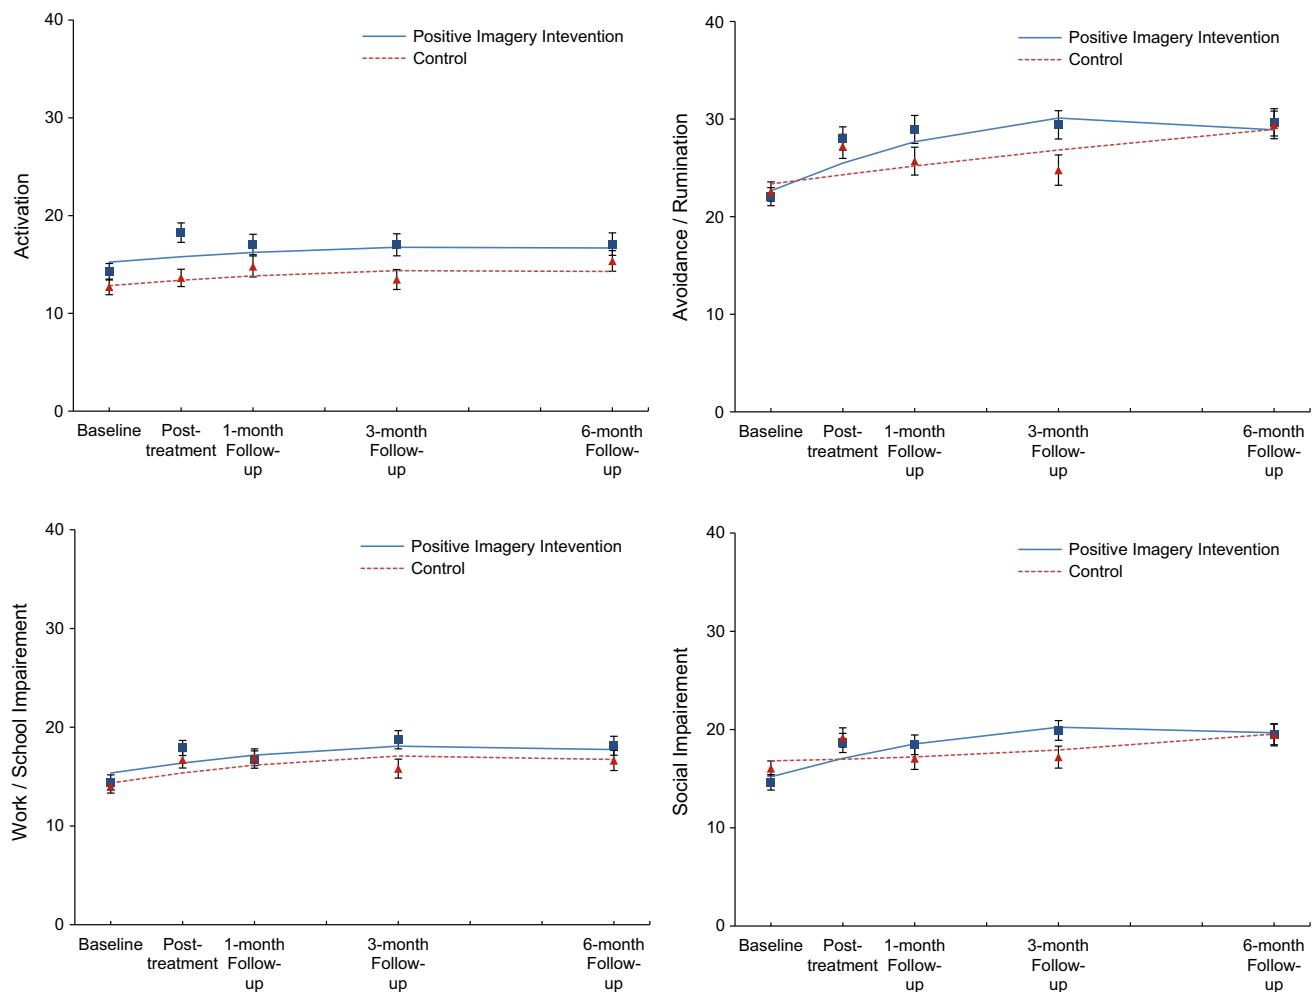 40
30
20
10
0
Activation
Positive Imagery Intevention
Control
Baseline
Post-
treatment
1-month
Follow-
up
3-month
Follow-
up
6-month
Follow-
up
40
30
20
10
0
Avoidance / Rumination
Positive Imagery Intevention
Control
Baseline
Post-
treatment
1-month
Follow-
up
3-month
Follow-
up
6-month
Follow-
up
40
30
20
10
0
Work / School Impairement
Positive Imagery Intevention
Control
Baseline
Post-
treatment
1-month
Follow-
up
3-month
Follow-
up
6-month
Follow-
up
40
30
20
10
0
Social Impairement
Positive Imagery Intevention
Control
Baseline
Post-
treatment
1-month
Follow-
up
3-month
Follow-
up
6-month
Follow-
up